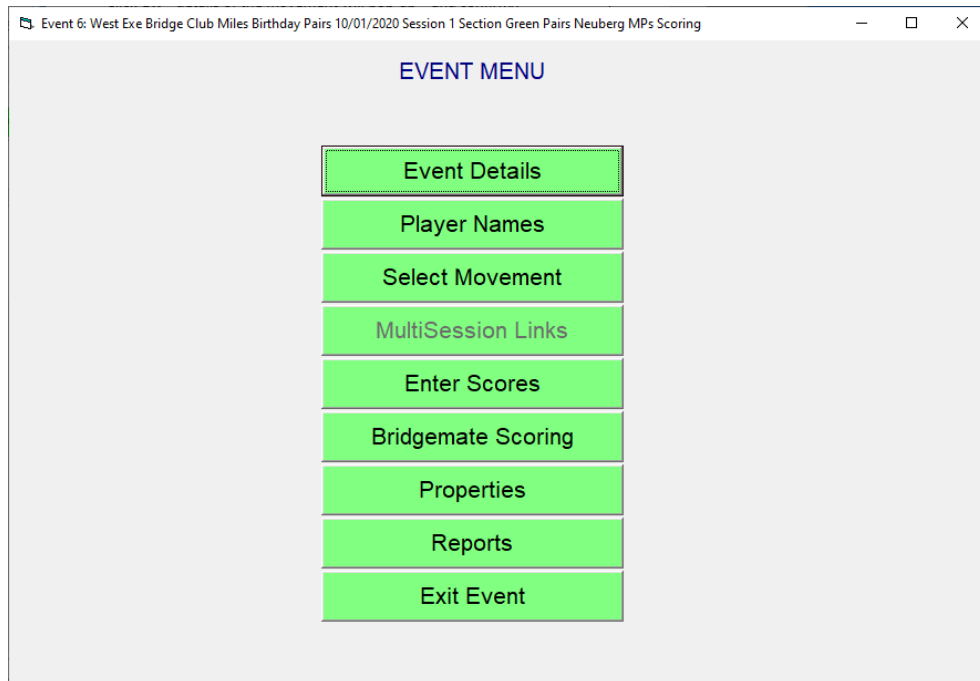 Event 6: West Exe Bridge Club Miles Birthday Pairs 10/01/2020 Session 1 Section Green Pairs Neuberg MPs Scoring
EVENT MENU
Event Details
Player Names
Select Movement
MultiSession Links
Enter Scores
Bridgemate Scoring
Properties
Reports
Exit Event